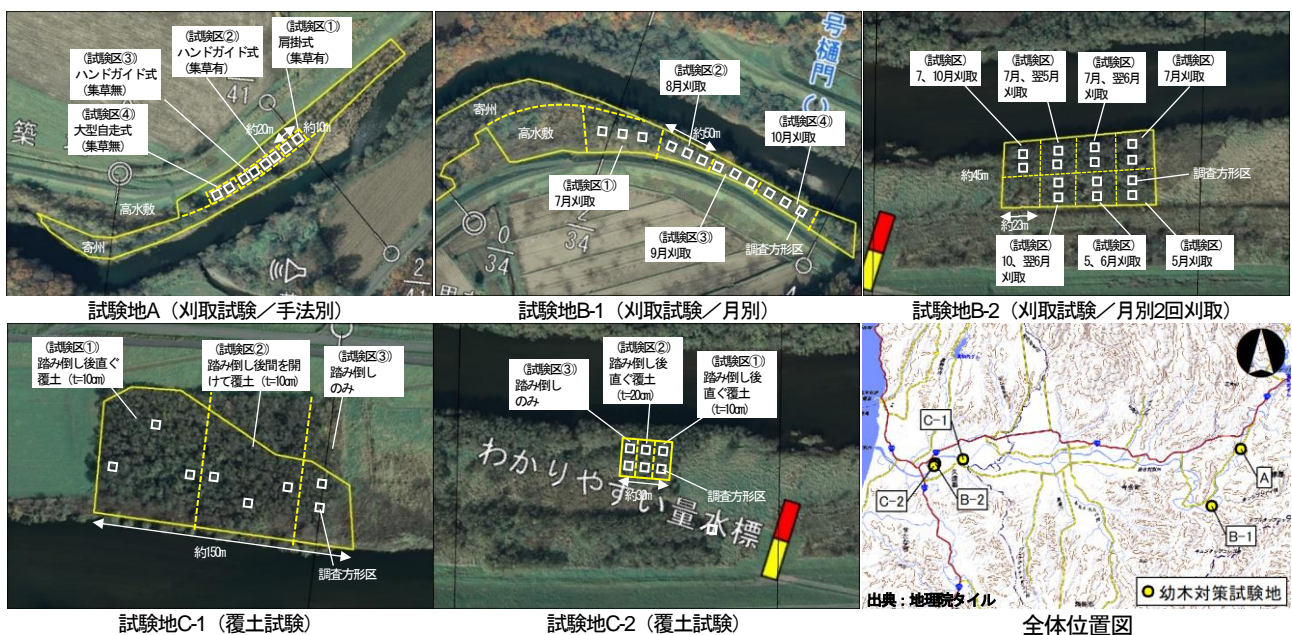 （試験区①）
肩掛式
（集草有）
（試験区②）
ハンドガイド式
（集草有）
（試験区③）
ハンドガイド式
（集草無）
（試験区④）
大型自走式
（集草無）
約20m
約10m
41
築
高水敷
寄州
2
41
試験地A（刈取試験／手法別）
号樋門
寄州
高水敷
（試験区②）
8月刈取
約50m
（試験区④）
10月刈取
（試験区①）
7月刈取
2
34
0
34
（試験区③）
9月刈取
調査方形区
試験地B-1（刈取試験／月別）
（試験区）
7、10月刈取
（試験区）
7月、翌5月
刈取
（試験区）
7月、翌6月
刈取
（試験区）
7月刈取
調査方形区
約45m
約23m
（試験区）
10、翌6月
刈取
（試験区）
5、6月刈取
（試験区）
5月刈取
試験地B-2（刈取試験／月別2回刈取）
（試験区①）
踏み倒し後直ぐ
覆土（t=10cm）
（試験区②）
踏み倒し後間を開
けて覆土（t=10cm）
（試験区③）
踏み倒し
のみ
約150m
調査方形区
試験地C-1（覆土試験）
（試験区③）
踏み倒し
のみ
（試験区②）
踏み倒し後
直ぐ覆土
（t=20cm）
（試験区①）
踏み倒し後
直ぐ覆土
（t=10cm）
わかりやすい量水標
約30m
調査方形区
試験地C-2（覆土試験）
C-1
A
C-2
B-2
B-1
出典：地理院タイル
幼木対策試験地
全体位置図